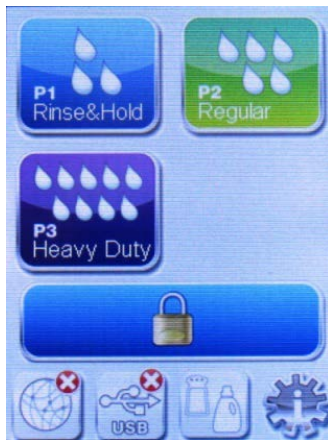 P1
Rinse&Hold
P2
Regular
P3
Heavy Duty
USB
i